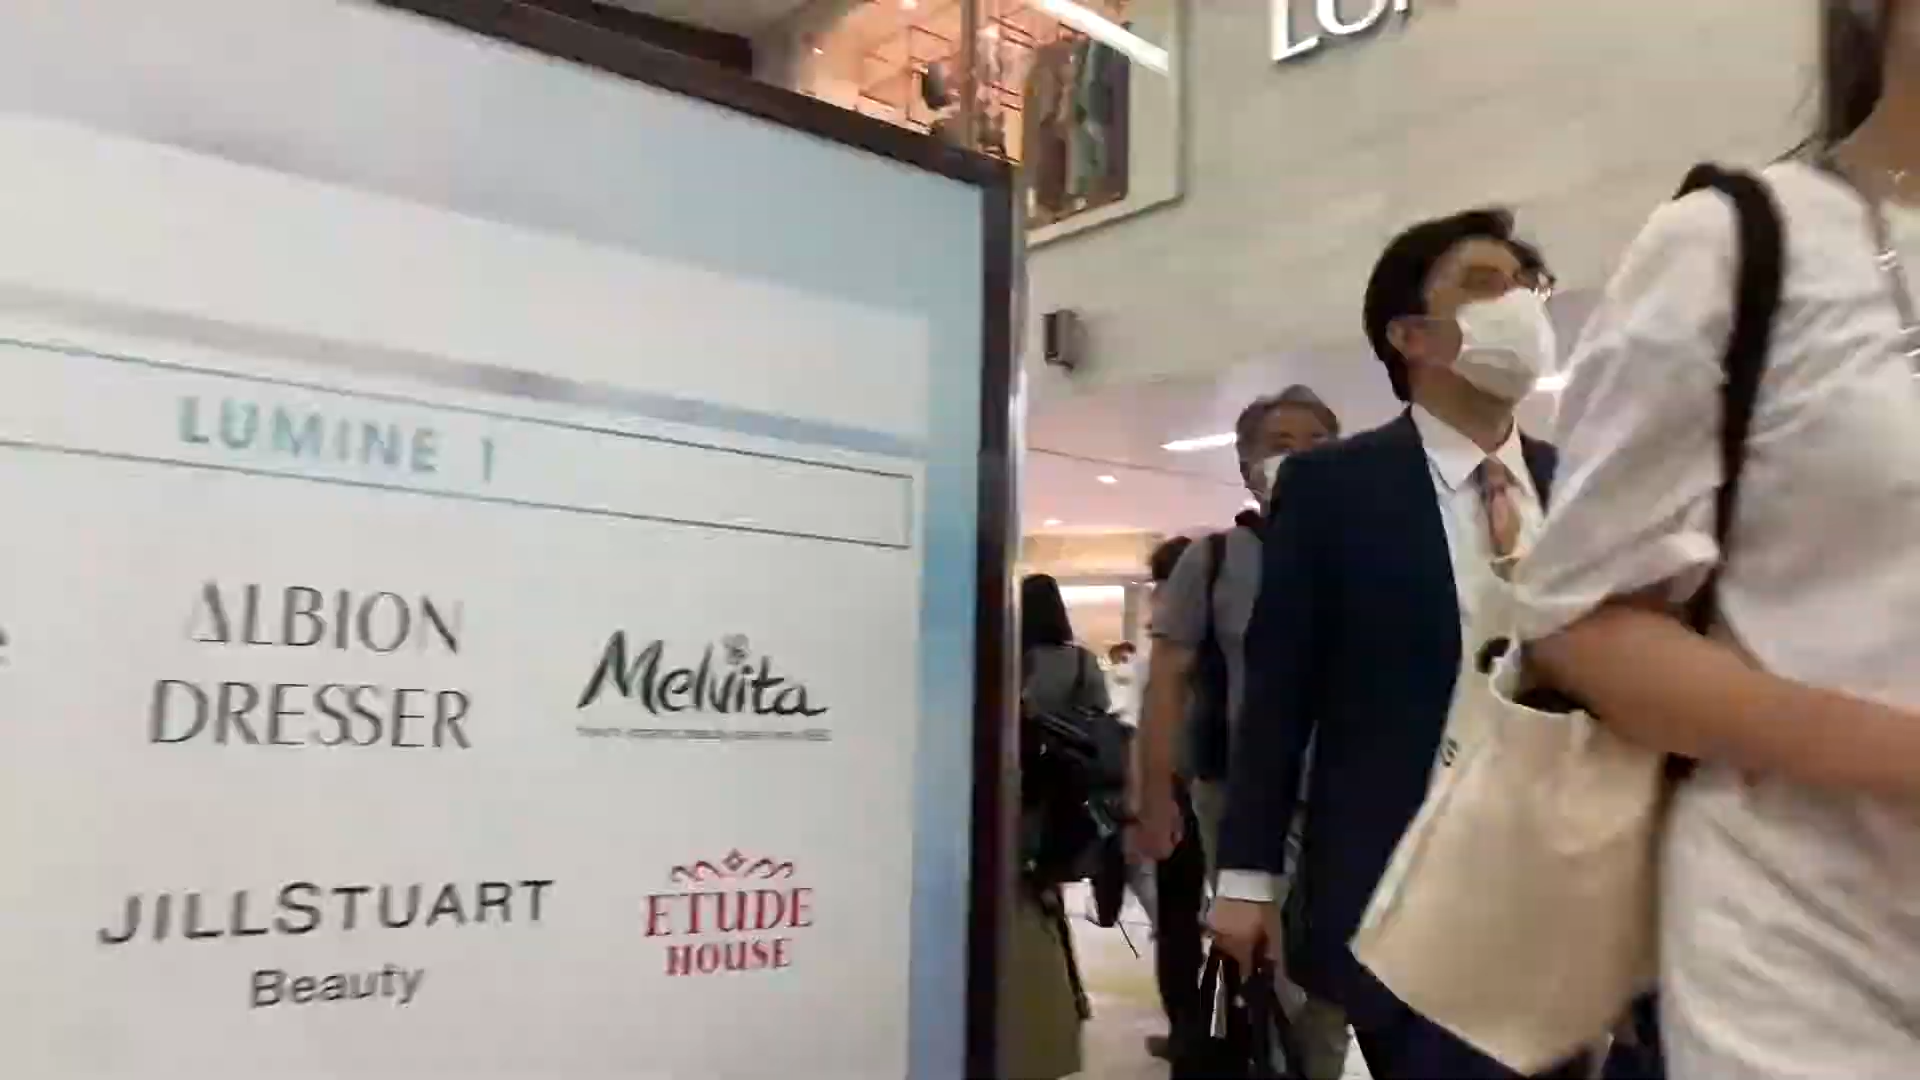 LUMINE 1
ALBION
DRESSER
Melvita
JILLSTUART
Beauty
ETUDE
HOUSE